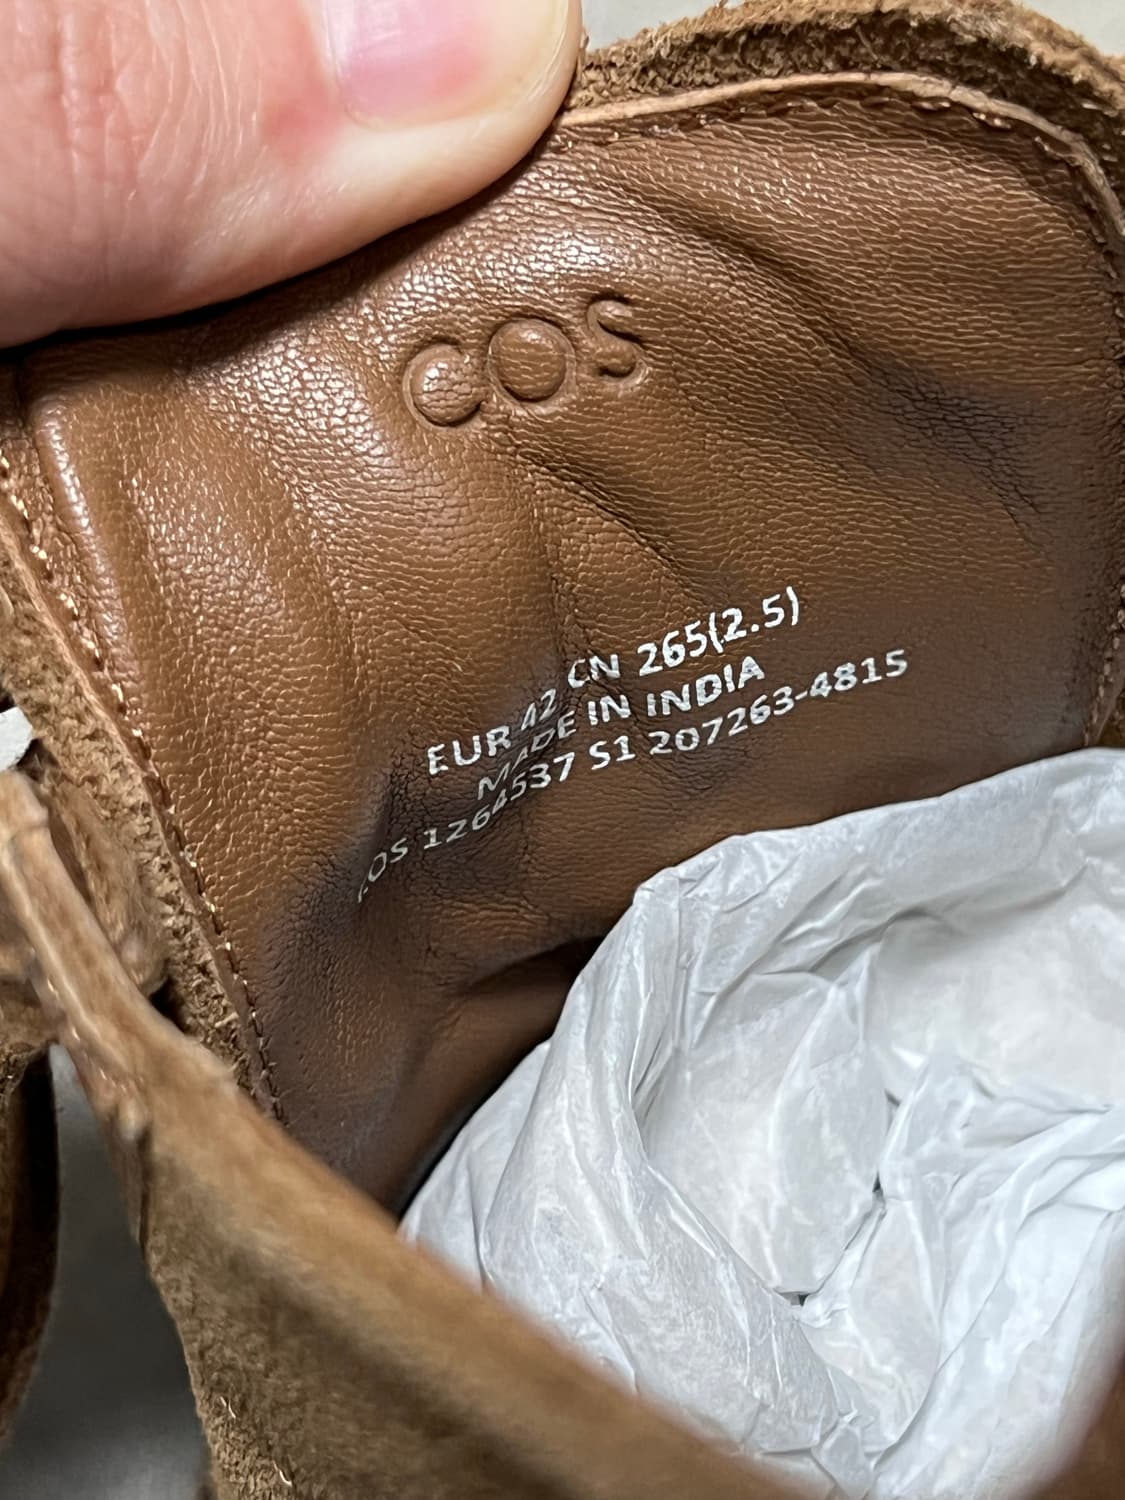 COS
EUR 42 CN 265(2.5)
MADE IN INDIA
COS 1264537 S1 207263-4815